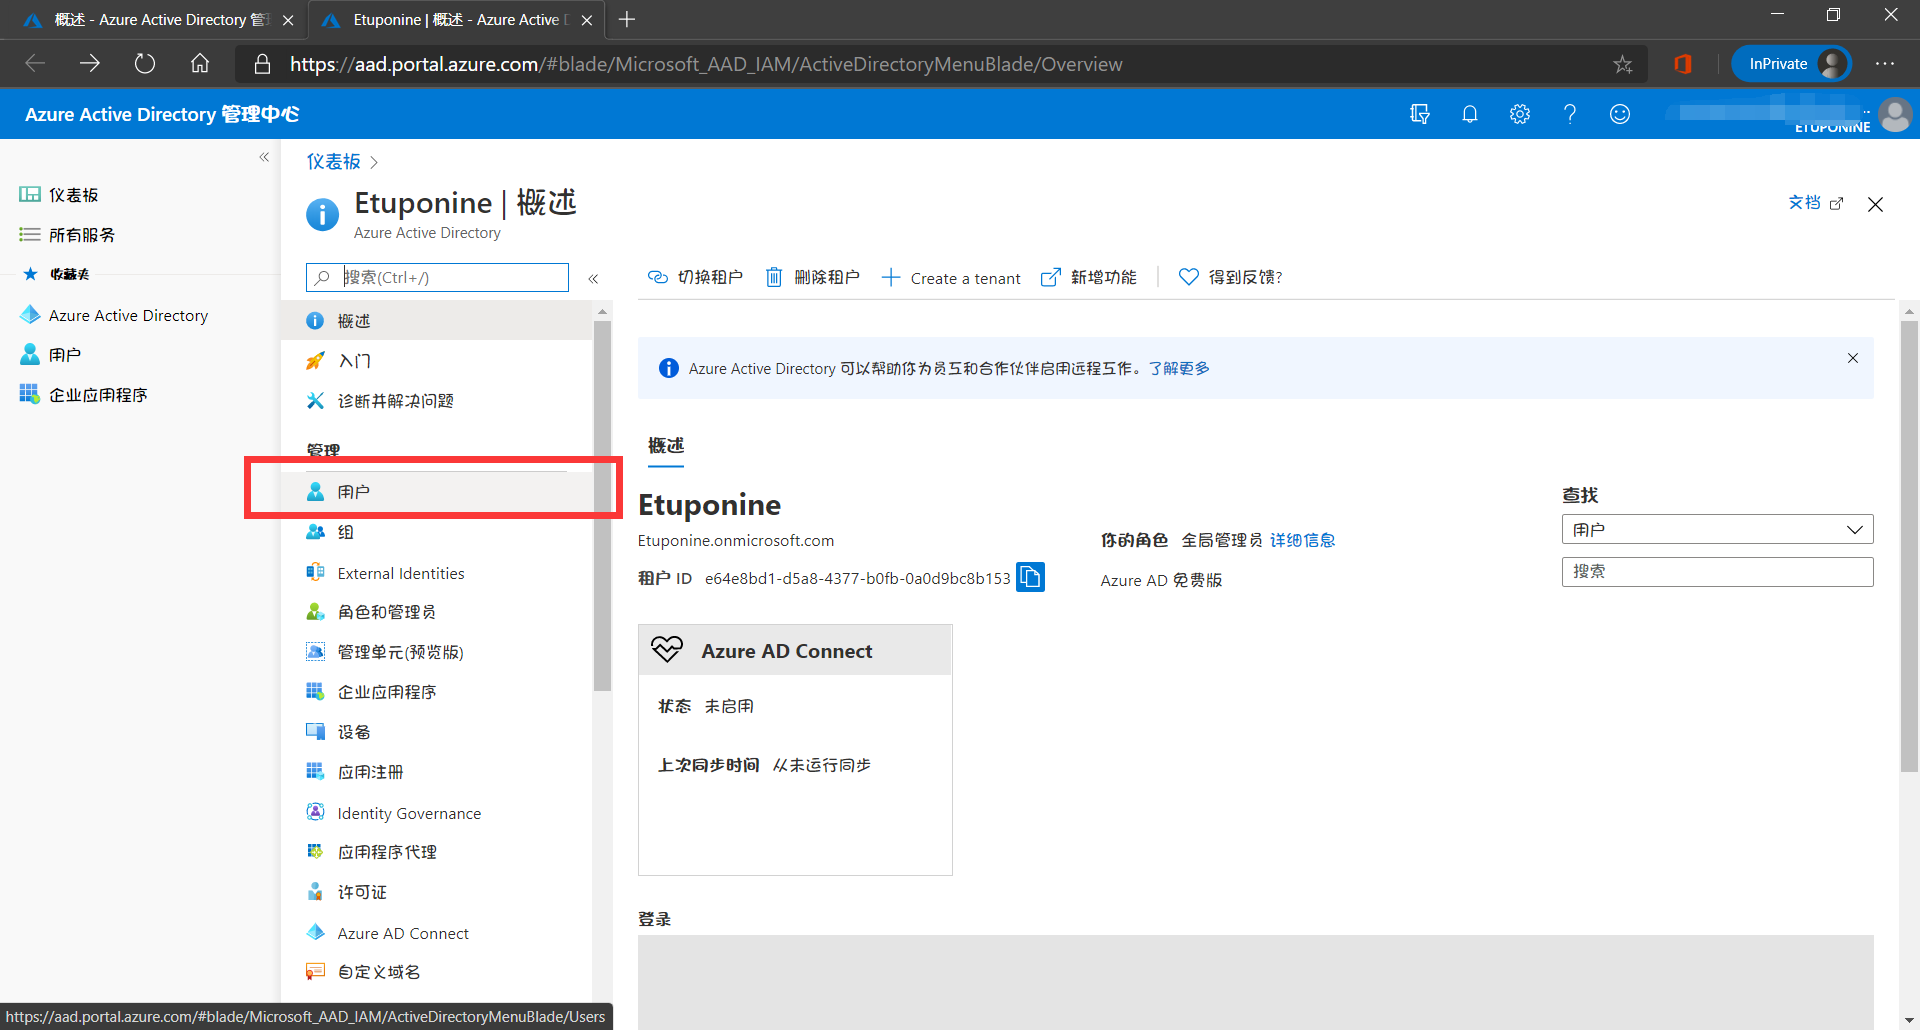 概述 - Azure Active Directory 管
Etuponine | 概述 - Azure Active
https://aad.portal.azure.com/#blade/Microsoft_AAD_IAM/ActiveDirectoryMenuBlade/Overview
InPrivate
Azure Active Directory 管理中心
ETUPONINE
仪表板
所有服务
收藏夹
Azure Active Directory
用户
企业应用程序
仪表板
Etuponine | 概述
Azure Active Directory
文档
搜索(Ctrl+/)
概述
入门
诊断并解决问题
管理
用户
组
External Identities
角色和管理员
管理单元(预览版)
企业应用程序
设备
应用注册
Identity Governance
应用程序代理
许可证
Azure AD Connect
自定义域名
切换租户
删除租户
Create a tenant
新增功能
得到反馈?
Azure Active Directory 可以帮助你为员工和合作伙伴启用远程工作。了解更多
概述
Etuponine
Etuponine.onmicrosoft.com
租户 ID e64e8bd1-d5a8-4377-b0fb-0a0d9bc8b153
你的角色 全局管理员 详细信息
Azure AD 免费版
查找
用户
搜索
Azure AD Connect
状态 未启用
上次同步时间 从未运行同步
登录
https://aad.portal.azure.com/#blade/Microsoft_AAD_IAM/ActiveDirectoryMenuBlade/Users